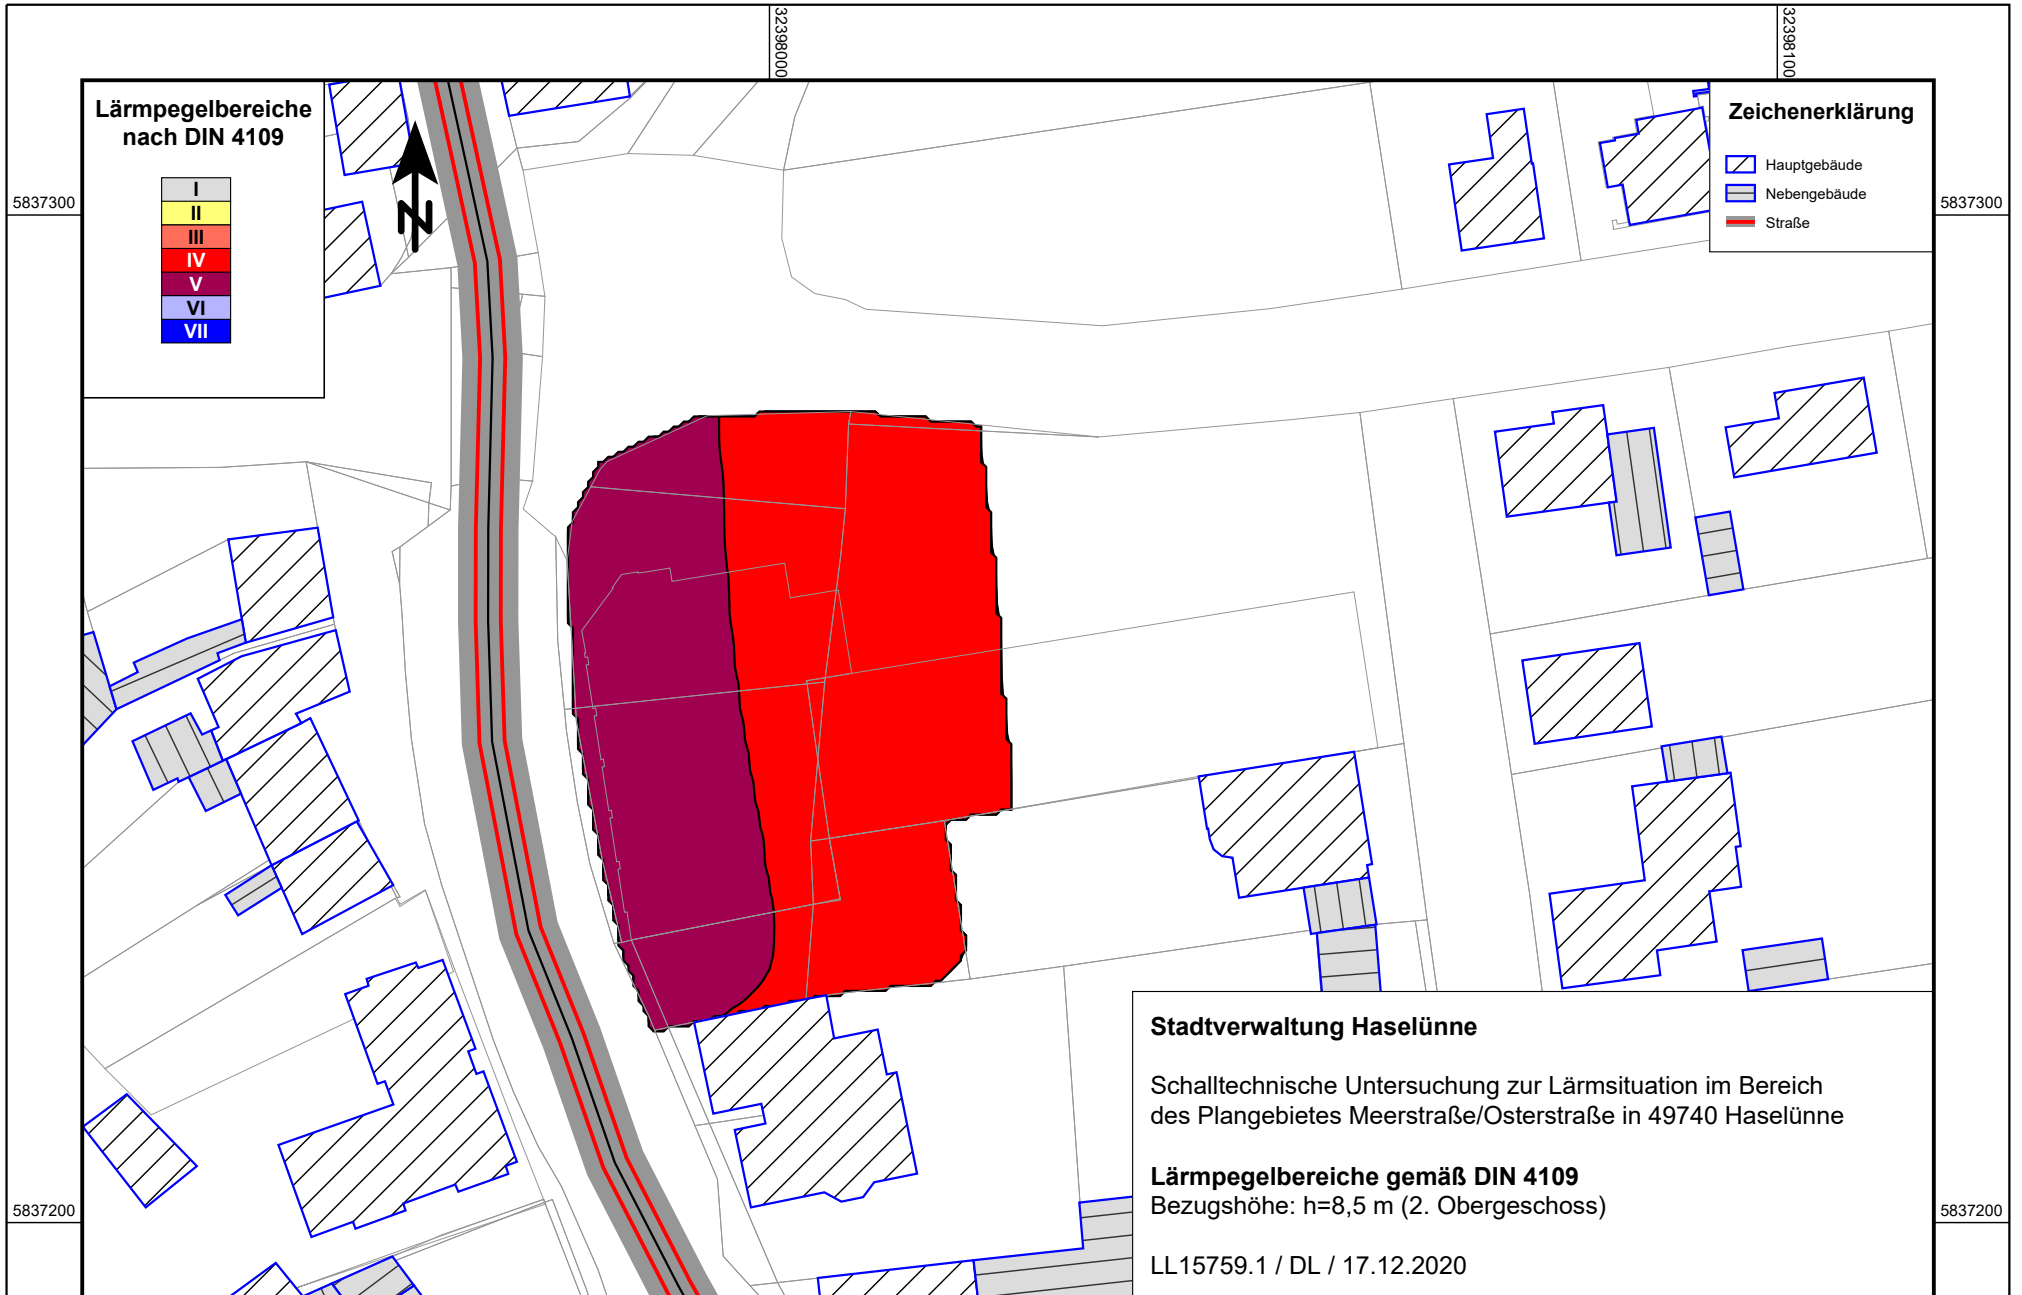 32398000
32398100
Lärmpegelbereiche
nach DIN 4109
I
II
III
IV
V
VI
VII
N
Zeichenerklärung
Hauptgebäude
Nebengebäude
Straße
5837300
5837300
Stadtverwaltung Haselünne
Schalltechnische Untersuchung zur Lärmsituation im Bereich
des Plangebietes Meerstraße/Osterstraße in 49740 Haselünne
Lärmpegelbereiche gemäß DIN 4109
Bezugshöhe: h=8,5 m (2. Obergeschoss)
LL15759.1 / DL / 17.12.2020
5837200
5837200